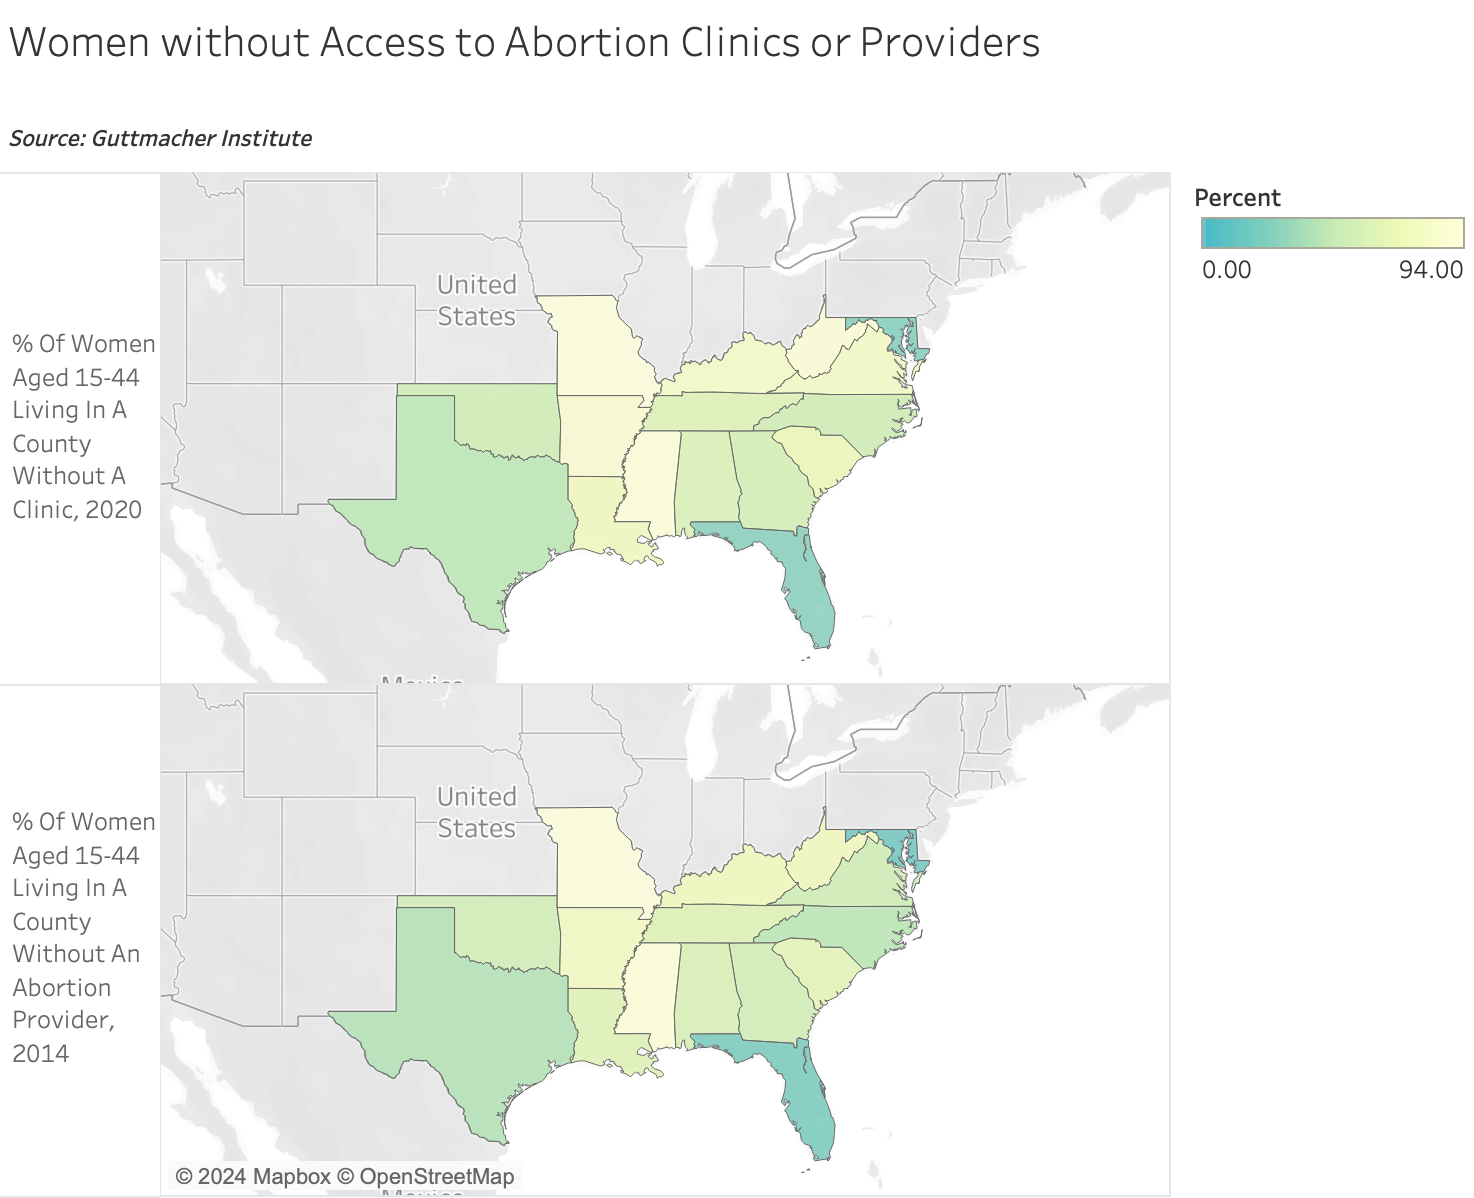 Women without Access to Abortion Clinics or Providers
Source: Guttmacher Institute
Percent
0.00
94.00
% Of Women
Aged 15-44
Living In A
County
Without A
Clinic, 2020
United
States
Mexico
% Of Women
Aged 15-44
Living In A
County
Without An
Abortion
Provider,
2014
United
States
© 2024 Mapbox © OpenStreetMap
Mexico